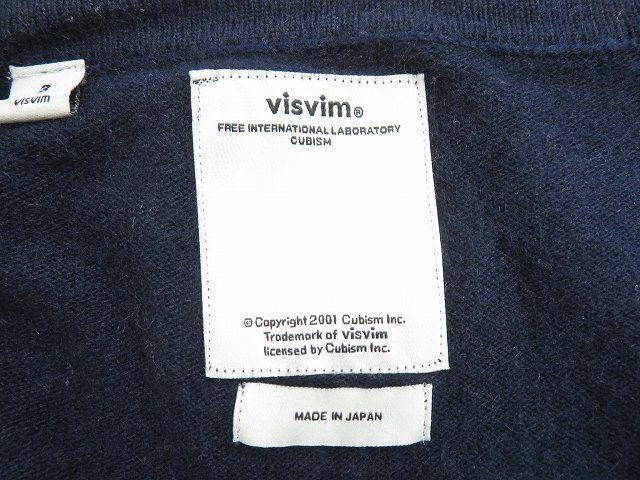 2
visvim
visvim®
FREE INTERNATIONAL LABORATORY
CUBISM
© Copyright 2001 Cubism Inc.
Trademark of visvim
licensed by Cubism Inc.
MADE IN JAPAN